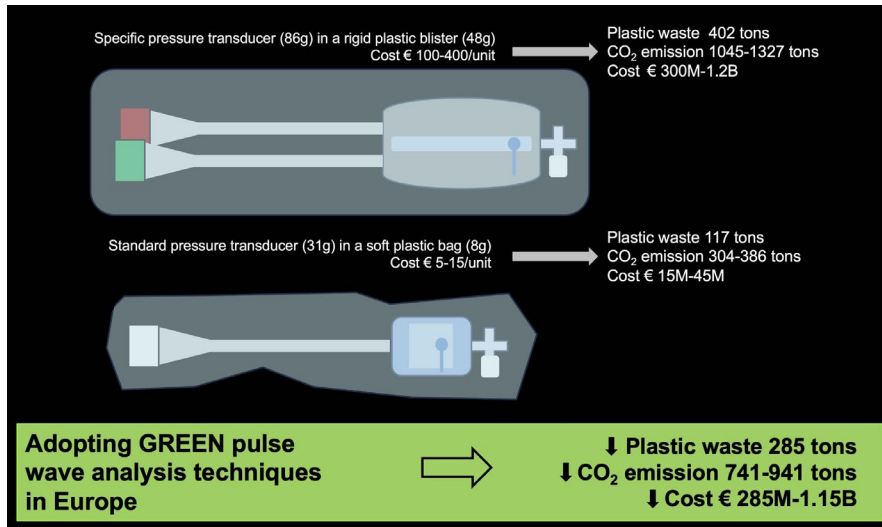 Specific pressure transducer (86g) in a rigid plastic blister (48g)
Cost € 100-400/unit
Plastic waste 402 tons
CO₂ emission 1045-1327 tons
Cost € 300M-1.2B
Standard pressure transducer (31g) in a soft plastic bag (8g)
Cost € 5-15/unit
Plastic waste 117 tons
CO₂ emission 304-386 tons
Cost € 15M-45M
Adopting GREEN pulse
wave analysis techniques
in Europe
⬇ Plastic waste 285 tons
⬇ CO₂ emission 741-941 tons
⬇ Cost € 285M-1.15B